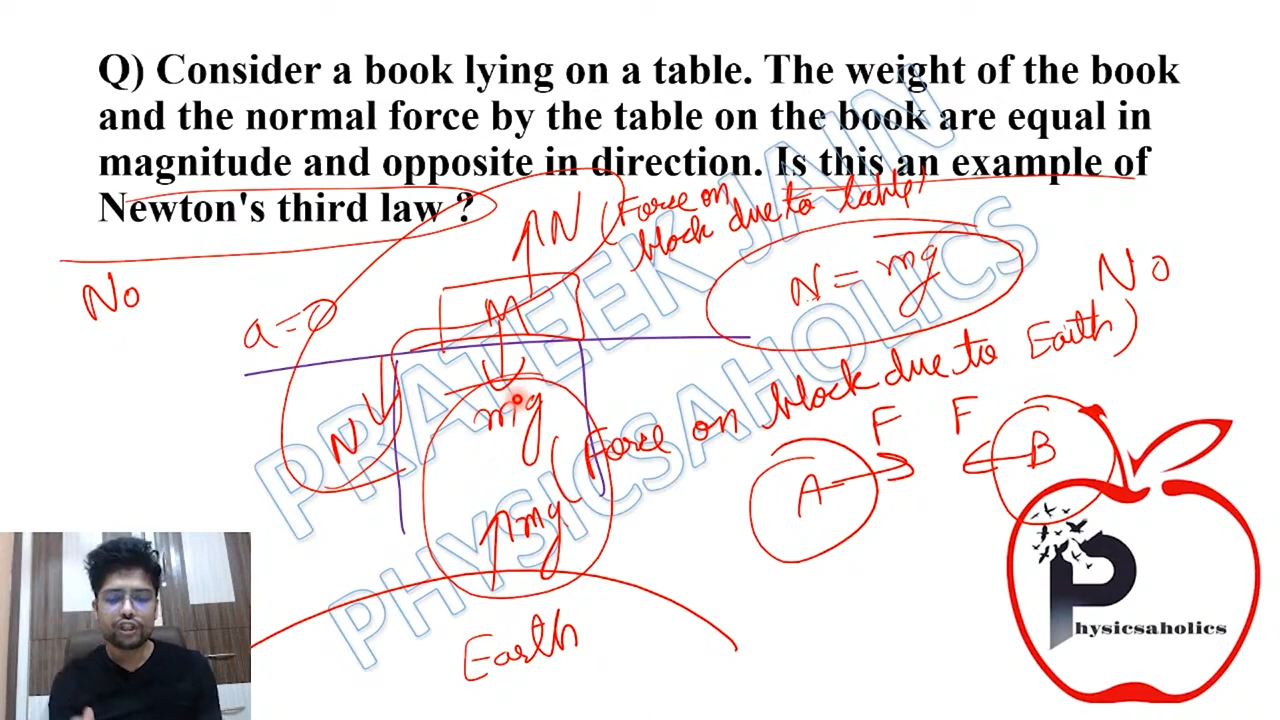 Q) Consider a book lying on a table. The weight of the book
and the normal force by the table on the book are equal in
magnitude and opposite in direction. Is this an example of
Newton's third law ?
No
a=0
N (Force on
block due to table)
M
N = mg
No
N
mg
(Force on block due to Earth)
mg
Earth
A
F
F
B
PRATEEK JAIN
PHYSICSAHOLICS
Physicsaholics